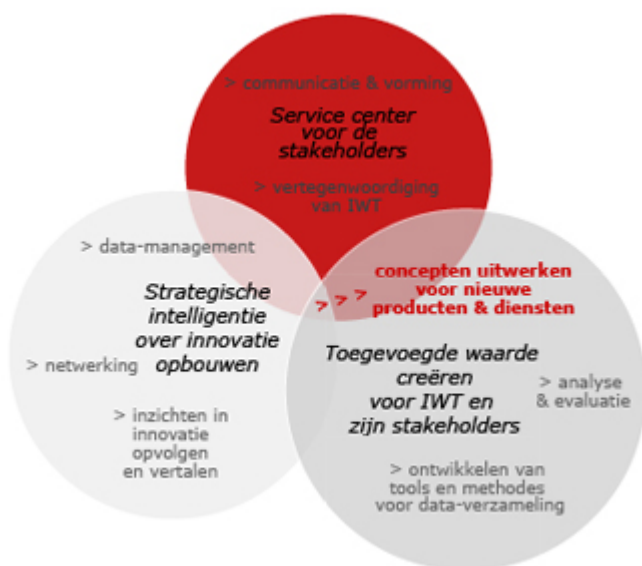 > communicatie & vorming
Service center
voor de
stakeholders
> vertegenwoordiging
van IWT
> data-management
Strategische
intelligentie
over innovatie
opbouwen
> netwerking
> inzichten in
innovatie
opvolgen
en vertalen
> > >
concepten uitwerken
voor nieuwe
producten & diensten
Toegevoegde waarde
creëren
voor IWT en
zijn stakeholders
> analyse
& evaluatie
> ontwikkelen van
tools en methodes
voor data-verzameling